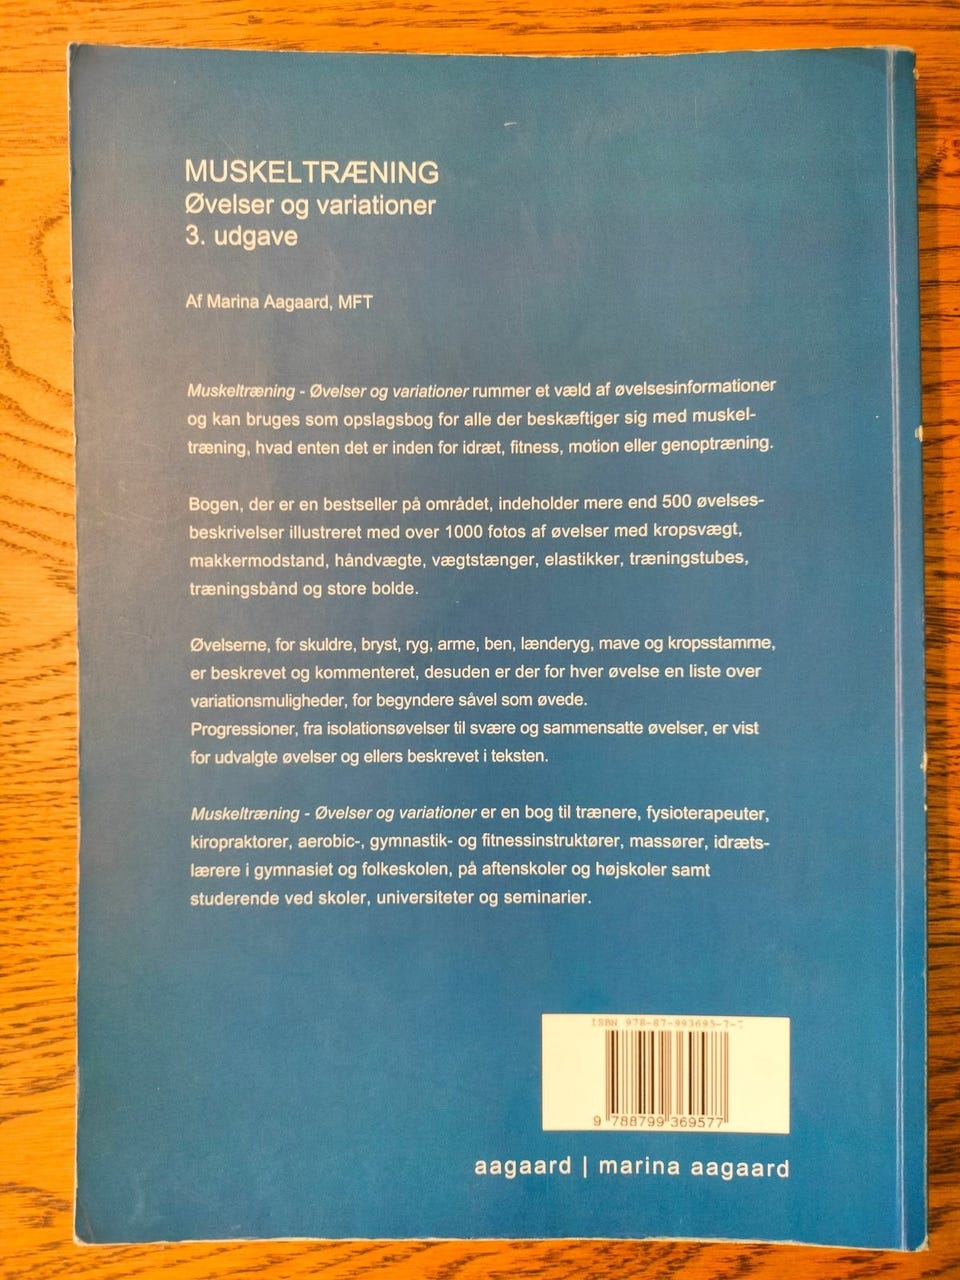 MUSKELTRÆNING
Øvelser og variationer
3. udgave
Af Marina Aagaard, MFT
Muskeltræning - Øvelser og variationer rummer et væld af øvelsesinformationer
og kan bruges som opslagsbog for alle der beskæftiger sig med muskel-
træning, hvad enten det er inden for idræt, fitness, motion eller genoptræning.
Bogen, der er en bestseller på området, indeholder mere end 500 øvelses-
beskrivelser illustreret med over 1000 fotos af øvelser med kropsvægt,
makkermodstand, håndvægte, vægtstænger, elastikker, træningstubes,
træningsbånd og store bolde.
Øvelserne, for skuldre, bryst, ryg, arme, ben, lænderyg, mave og kropsstamme,
er beskrevet og kommenteret, desuden er der for hver øvelse en liste over
variationsmuligheder, for begyndere såvel som øvede.
Progressioner, fra isolationsøvelser til svære og sammensatte øvelser, er vist
for udvalgte øvelser og ellers beskrevet i teksten.
Muskeltræning - Øvelser og variationer er en bog til trænere, fysioterapeuter,
kiropraktorer, aerobic-, gymnastik- og fitnessinstruktører, massører, idræts-
lærere i gymnasiet og folkeskolen, på aftenskoler og højskoler samt
studerende ved skoler, universiteter og seminarier.
ISBN 978-87-993695-7-7
9 788799 369577
aagaard | marina aagaard